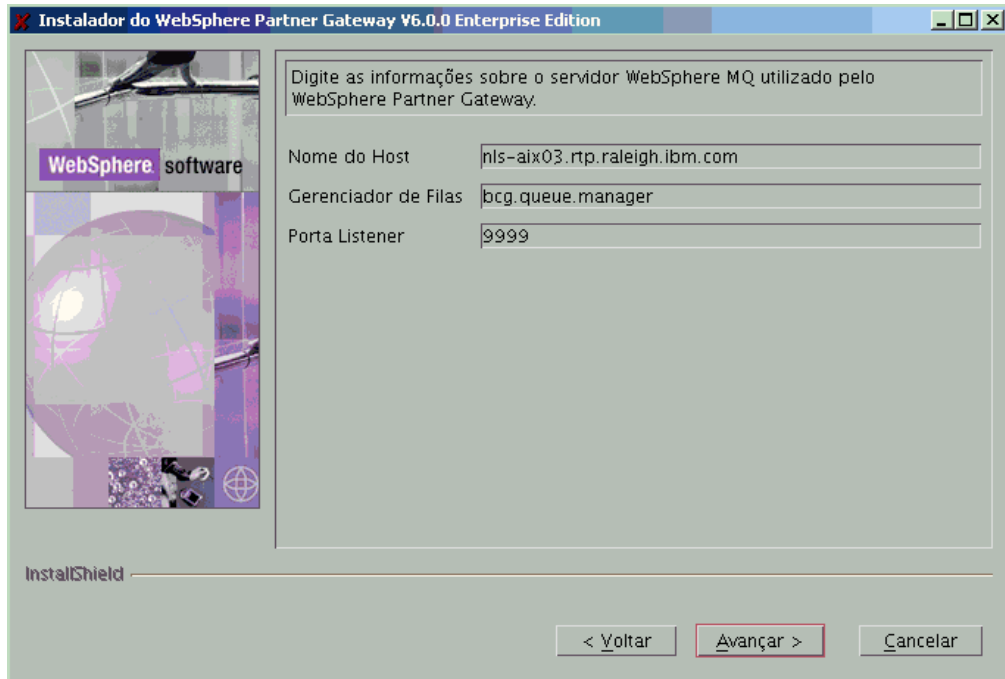 Instalador do WebSphere Partner Gateway V6.0.0 Enterprise Edition
Digite as informações sobre o servidor WebSphere MQ utilizado pelo
WebSphere Partner Gateway.
WebSphere. software
Nome do Host nls-aix03.rtp.raleigh.ibm.com
Gerenciador de Filas bcg.queue.manager
Porta Listener 9999
InstallShield
< Voltar Avançar > Cancelar